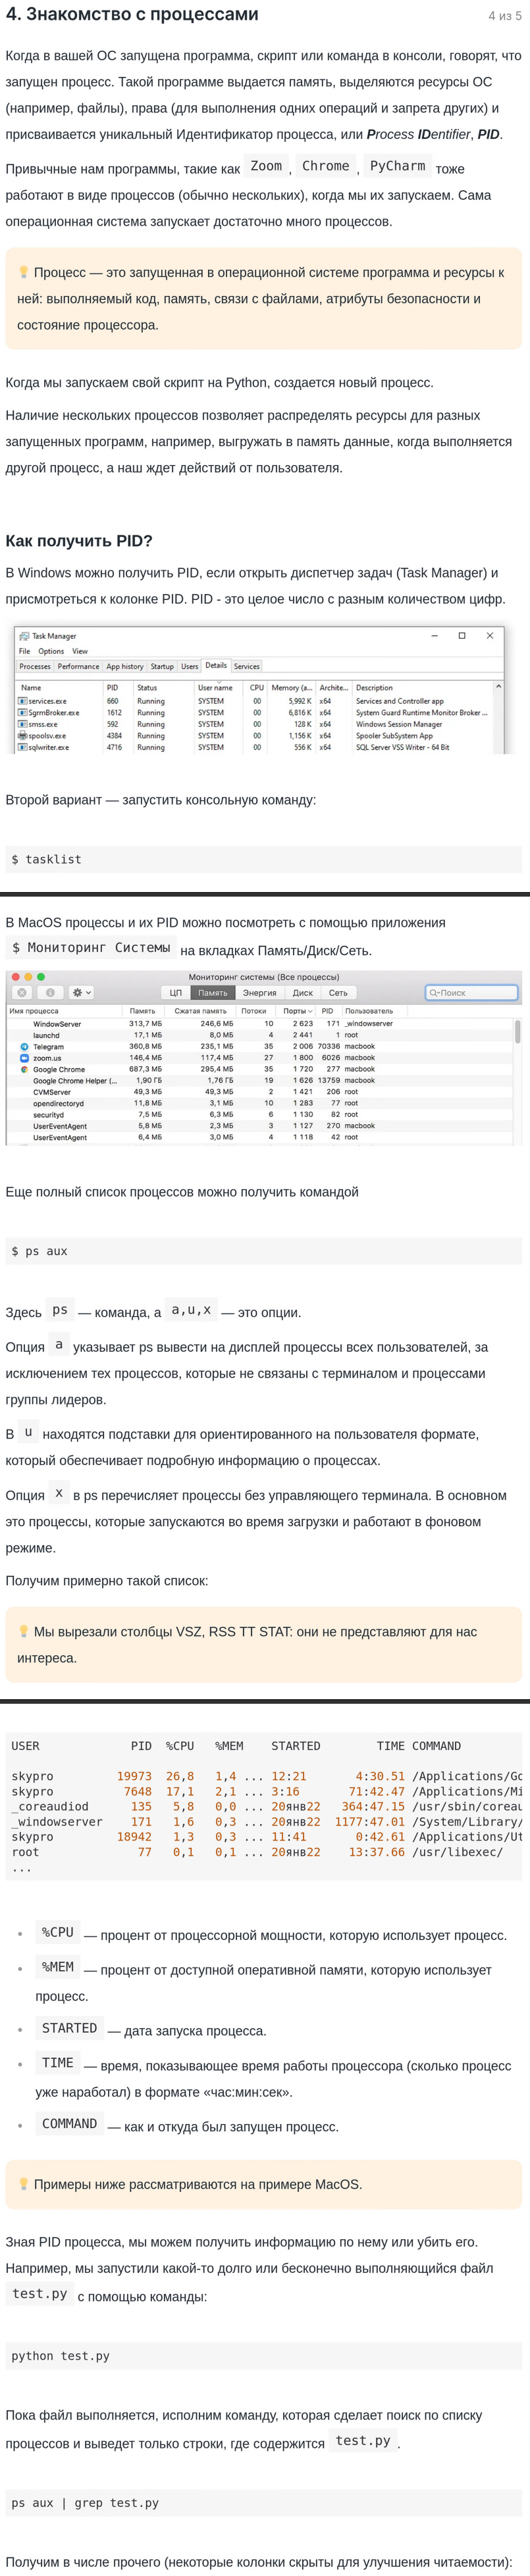 4. Знакомство с процессами
4 из 5
Когда в вашей ОС запущена программа, скрипт или команда в консоли, говорят, что
запущен процесс. Такой программе выдается память, выделяются ресурсы ОС
(например, файлы), права (для выполнения одних операций и запрета других) и
присваивается уникальный Идентификатор процесса, или Process IDentifier, PID.
Привычные нам программы, такие как Zoom , Chrome , PyCharm тоже
работают в виде процессов (обычно нескольких), когда мы их запускаем. Сама
операционная система запускает достаточно много процессов.
💡 Процесс — это запущенная в операционной системе программа и ресурсы к
ней: выполняемый код, память, связи с файлами, атрибуты безопасности и
состояние процессора.
Когда мы запускаем свой скрипт на Python, создается новый процесс.
Наличие нескольких процессов позволяет распределять ресурсы для разных
запущенных программ, например, выгружать в память данные, когда выполняется
другой процесс, а наш ждет действий от пользователя.
Как получить PID?
В Windows можно получить PID, если открыть диспетчер задач (Task Manager) и
присмотреться к колонке PID. PID - это целое число с разным количеством цифр.
Task Manager
File Options View
Processes Performance App history Startup Users Details Services
Name PID Status User name CPU Memory (a... Archite... Description
services.exe 660 Running SYSTEM 00 5,992 K x64 Services and Controller app
SgrmBroker.exe 1612 Running SYSTEM 00 6,816 K x64 System Guard Runtime Monitor Broker ...
smss.exe 592 Running SYSTEM 00 128 K x64 Windows Session Manager
spoolsv.exe 4384 Running SYSTEM 00 1,156 K x64 Spooler SubSystem App
sqlwriter.exe 4716 Running SYSTEM 00 556 K x64 SQL Server VSS Writer - 64 Bit
Второй вариант — запустить консольную команду:
$ tasklist
В MacOS процессы и их PID можно посмотреть с помощью приложения
$ Мониторинг Системы на вкладках Память/Диск/Сеть.
Мониторинг системы (Все процессы)
ЦП Память Энергия Диск Сеть Поиск
Имя процесса Память Сжатая память Потоки Порты PID Пользователь
WindowServer 313,7 МБ 246,6 МБ 10 2 623 171 _windowserver
launchd 17,1 МБ 8,0 МБ 4 2 441 1 root
Telegram 360,8 МБ 235,1 МБ 35 2 006 70336 macbook
zoom.us 146,4 МБ 117,4 МБ 27 1 800 6026 macbook
Google Chrome 687,3 МБ 295,4 МБ 35 1 720 277 macbook
Google Chrome Helper (... 1,90 ГБ 1,76 ГБ 19 1 626 13759 macbook
CVMServer 49,3 МБ 49,3 МБ 2 1 421 206 root
opendirectoryd 11,8 МБ 3,1 МБ 10 1 283 77 root
securityd 7,5 МБ 6,3 МБ 6 1 130 82 root
UserEventAgent 5,8 МБ 2,3 МБ 3 1 127 270 macbook
UserEventAgent 6,4 МБ 3,0 МБ 4 1 118 42 root
Еще полный список процессов можно получить командой
$ ps aux
Здесь ps — команда, а a,u,x — это опции.
Опция a указывает ps вывести на дисплей процессы всех пользователей, за
исключением тех процессов, которые не связаны с терминалом и процессами
группы лидеров.
В u находятся подставки для ориентированного на пользователя формате,
который обеспечивает подробную информацию о процессах.
Опция x в ps перечисляет процессы без управляющего терминала. В основном
это процессы, которые запускаются во время загрузки и работают в фоновом
режиме.
Получим примерно такой список:
💡 Мы вырезали столбцы VSZ, RSS TT STAT: они не представляют для нас
интереса.
USER PID %CPU %MEM STARTED TIME COMMAND
skypro 19973 26,8 1,4 ... 12:21 4:30.51 /Applications/Go
skypro 7648 17,1 2,1 ... 3:16 71:42.47 /Applications/Mi
_coreaudiod 135 5,8 0,0 ... 20янв22 364:47.15 /usr/sbin/coreau
_windowserver 171 1,6 0,3 ... 20янв22 1177:47.01 /System/Library/
skypro 18942 1,3 0,3 ... 11:41 0:42.61 /Applications/Ut
root 77 0,1 0,1 ... 20янв22 13:37.66 /usr/libexec/
...
• %CPU — процент от процессорной мощности, которую использует процесс.
• %MEM — процент от доступной оперативной памяти, которую использует
процесс.
• STARTED — дата запуска процесса.
• TIME — время, показывающее время работы процессора (сколько процесс
уже наработал) в формате «час:мин:сек».
• COMMAND — как и откуда был запущен процесс.
💡 Примеры ниже рассматриваются на примере MacOS.
Зная PID процесса, мы можем получить информацию по нему или убить его.
Например, мы запустили какой-то долго или бесконечно выполняющийся файл
test.py с помощью команды:
python test.py
Пока файл выполняется, исполним команду, которая сделает поиск по списку
процессов и выведет только строки, где содержится test.py .
ps aux | grep test.py
Получим в числе прочего (некоторые колонки скрыты для улучшения читаемости):